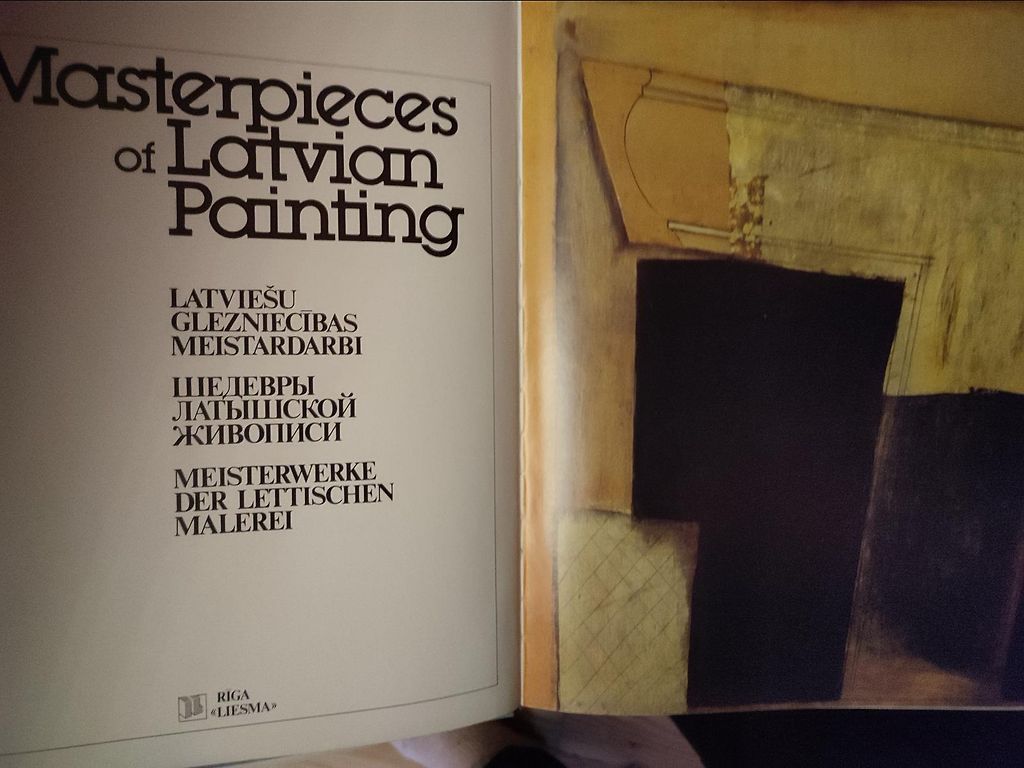 Masterpieces
of Latvian
Painting
LATVIEŠU
GLEZNIECĪBAS
MEISTARDARBI
ШЕДЕВРЫ
ЛАТЫШСКОЙ
ЖИВОПИСИ
MEISTERWERKE
DER LETTISCHEN
MALEREI
RĪGA
«LIESMA»